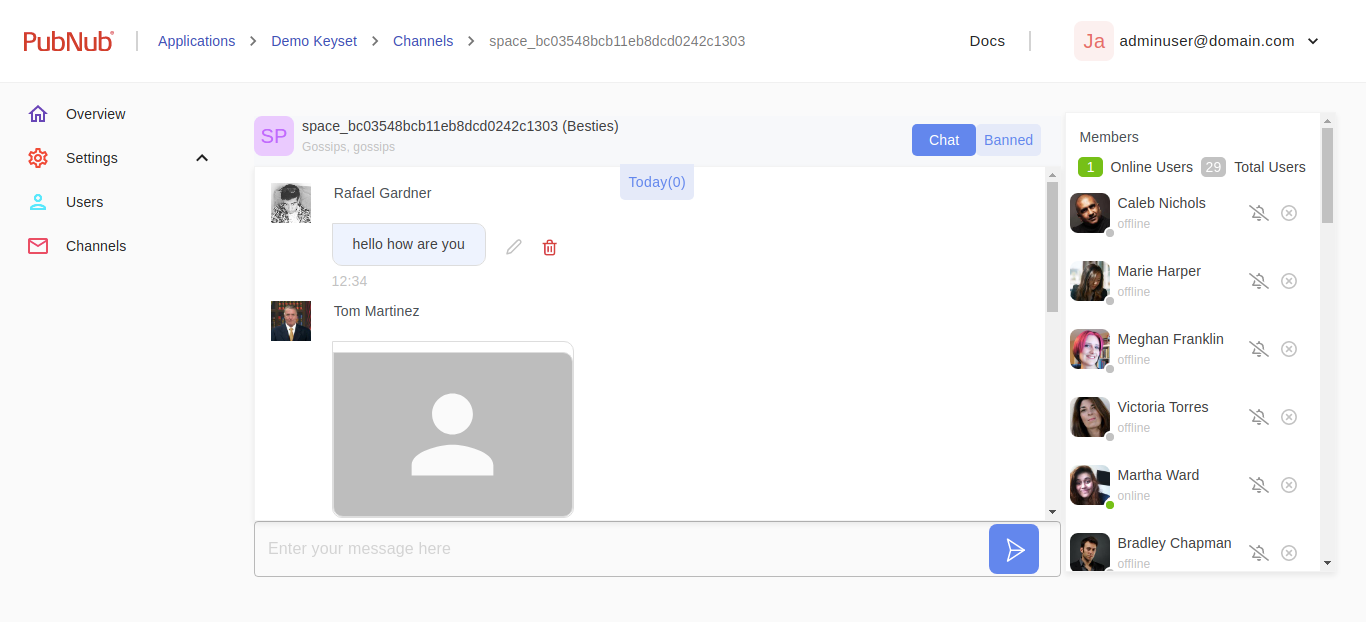 PubNub
Applications > Demo Keyset > Channels > space_bc03548bcb11eb8dcd0242c1303
Docs
Ja adminuser@domain.com
Overview
Settings
Users
Channels
SP
space_bc03548bcb11eb8dcd0242c1303 (Besties)
Gossips, gossips
Chat
Banned
Today(0)
Rafael Gardner
hello how are you
12:34
Tom Martinez
Enter your message here
Members
1 Online Users 29 Total Users
Caleb Nichols
offline
Marie Harper
offline
Meghan Franklin
offline
Victoria Torres
offline
Martha Ward
online
Bradley Chapman
offline